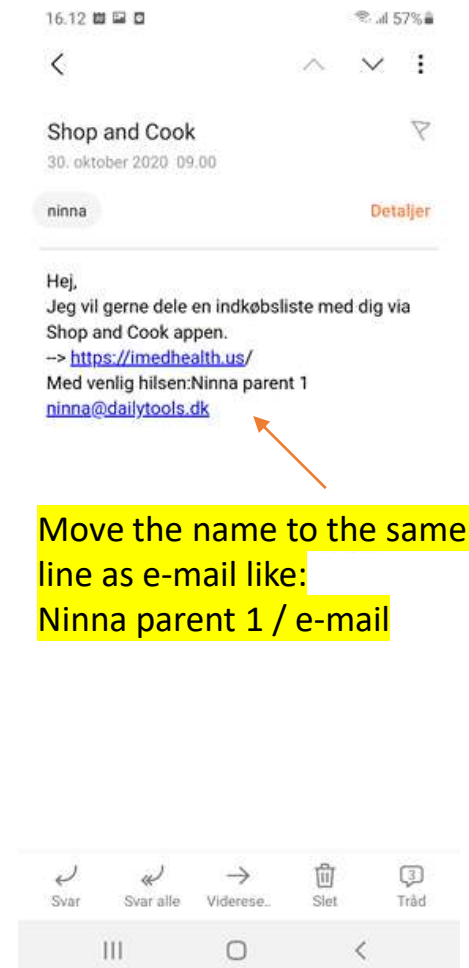 16.12 57%
Shop and Cook
30. oktober 2020 09.00
ninna Detaljer
Hej,
Jeg vil gerne dele en indkøbsliste med dig via
Shop and Cook appen.
--> https://imedhealth.us/
Med venlig hilsen:Ninna parent 1
ninna@dailytools.dk
Move the name to the same
line as e-mail like:
Ninna parent 1 / e-mail
Svar Svar alle Viderese.. Slet 3 Tråd